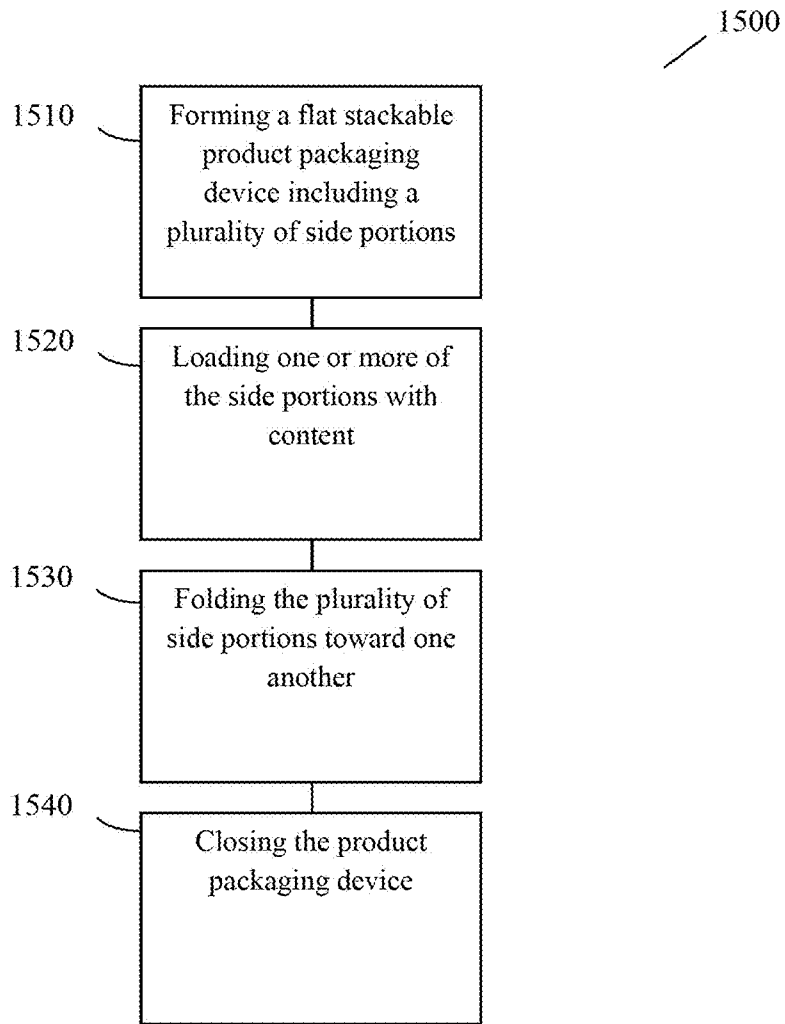 1500
1510
Forming a flat stackable
product packaging
device including a
plurality of side portions
1520
Loading one or more of
the side portions with
content
1530
Folding the plurality of
side portions toward one
another
1540
Closing the product
packaging device